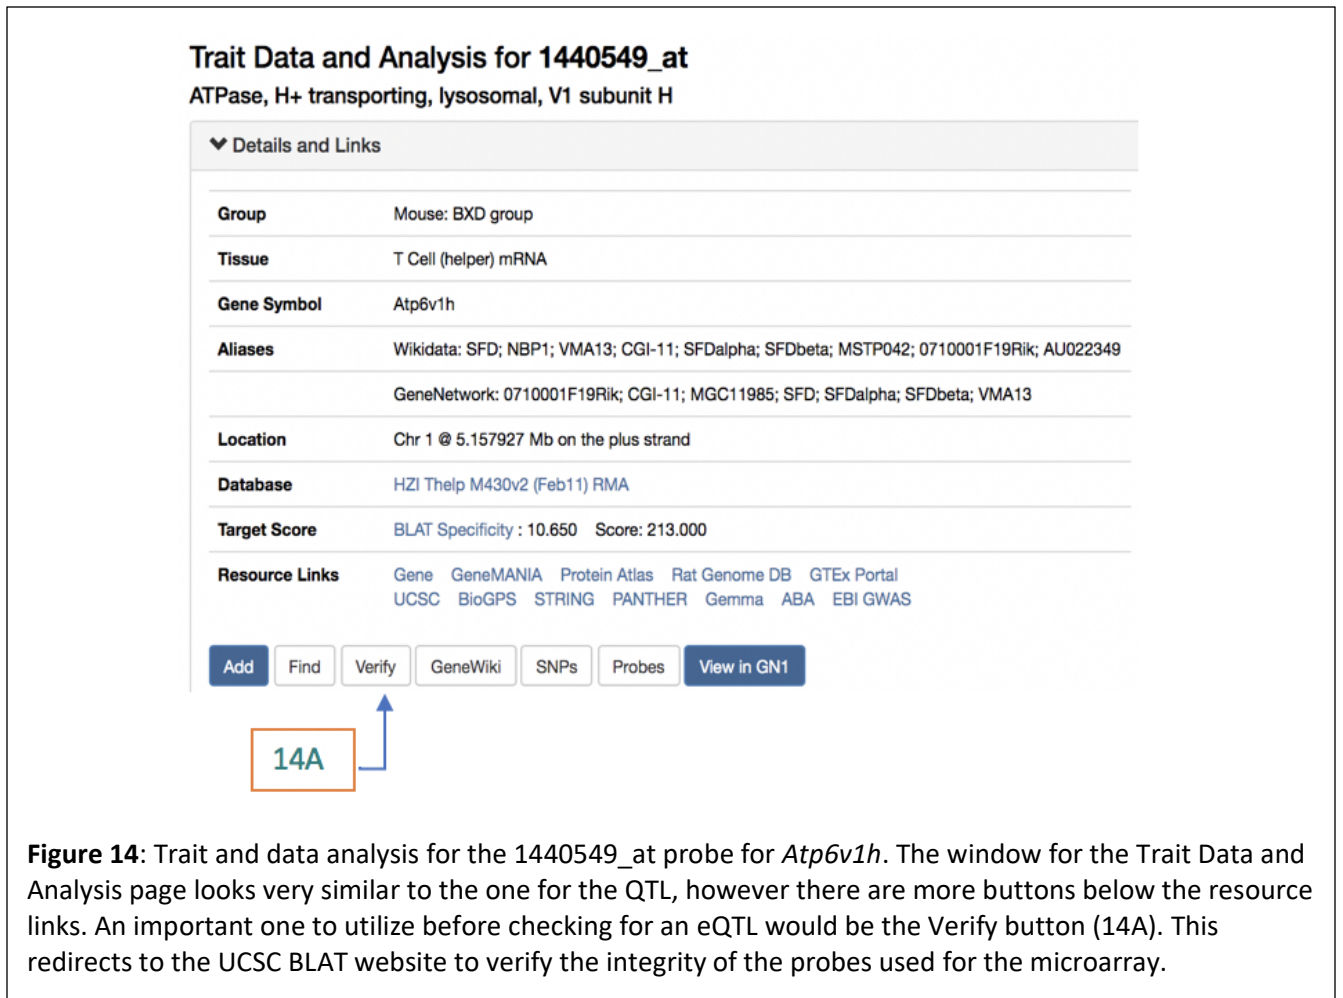 Trait Data and Analysis for 1440549_at
ATPase, H+ transporting, lysosomal, V1 subunit H
Details and Links
Group Mouse: BXD group
Tissue T Cell (helper) mRNA
Gene Symbol Atp6v1h
Aliases Wikidata: SFD; NBP1; VMA13; CGI-11; SFDalpha; SFDbeta; MSTP042; 0710001F19Rik; AU022349
GeneNetwork: 0710001F19Rik; CGI-11; MGC11985; SFD; SFDalpha; SFDbeta; VMA13
Location Chr 1 @ 5.157927 Mb on the plus strand
Database HZI Thelp M430v2 (Feb11) RMA
Target Score BLAT Specificity : 10.650 Score: 213.000
Resource Links Gene GeneMANIA Protein Atlas Rat Genome DB GTEx Portal
UCSC BioGPS STRING PANTHER Gemma ABA EBI GWAS
Add Find Verify GeneWiki SNPs Probes View in GN1
14A
Figure 14: Trait and data analysis for the 1440549_at probe for Atp6v1h. The window for the Trait Data and
Analysis page looks very similar to the one for the QTL, however there are more buttons below the resource
links. An important one to utilize before checking for an eQTL would be the Verify button (14A). This
redirects to the UCSC BLAT website to verify the integrity of the probes used for the microarray.